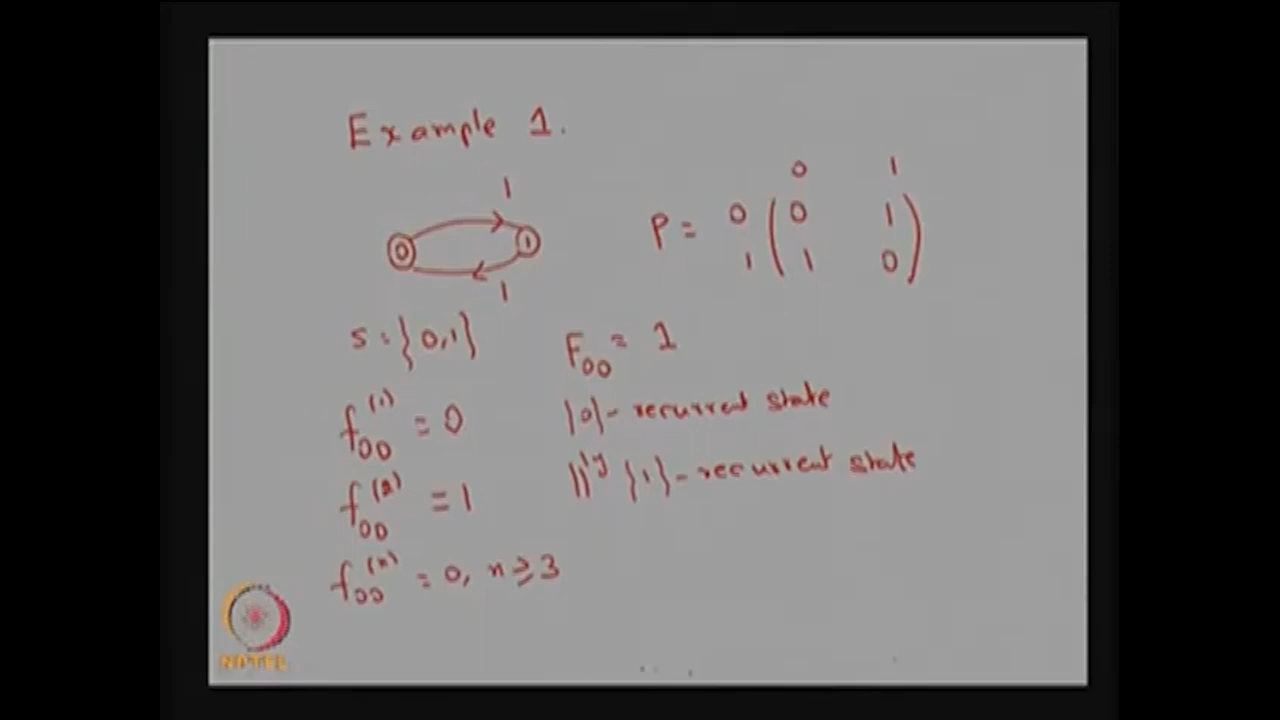 Example 1.
1
0 1
1
P = 0 1
0 ( 0 1 )
1 ( 1 0 )
S = {0,1}
F00 = 1
f00^(1) = 0
{0} - recurrent state
f00^(2) = 1
||ly {1} - recurrent state
f00^(n) = 0, n ≥ 3
NPTEL